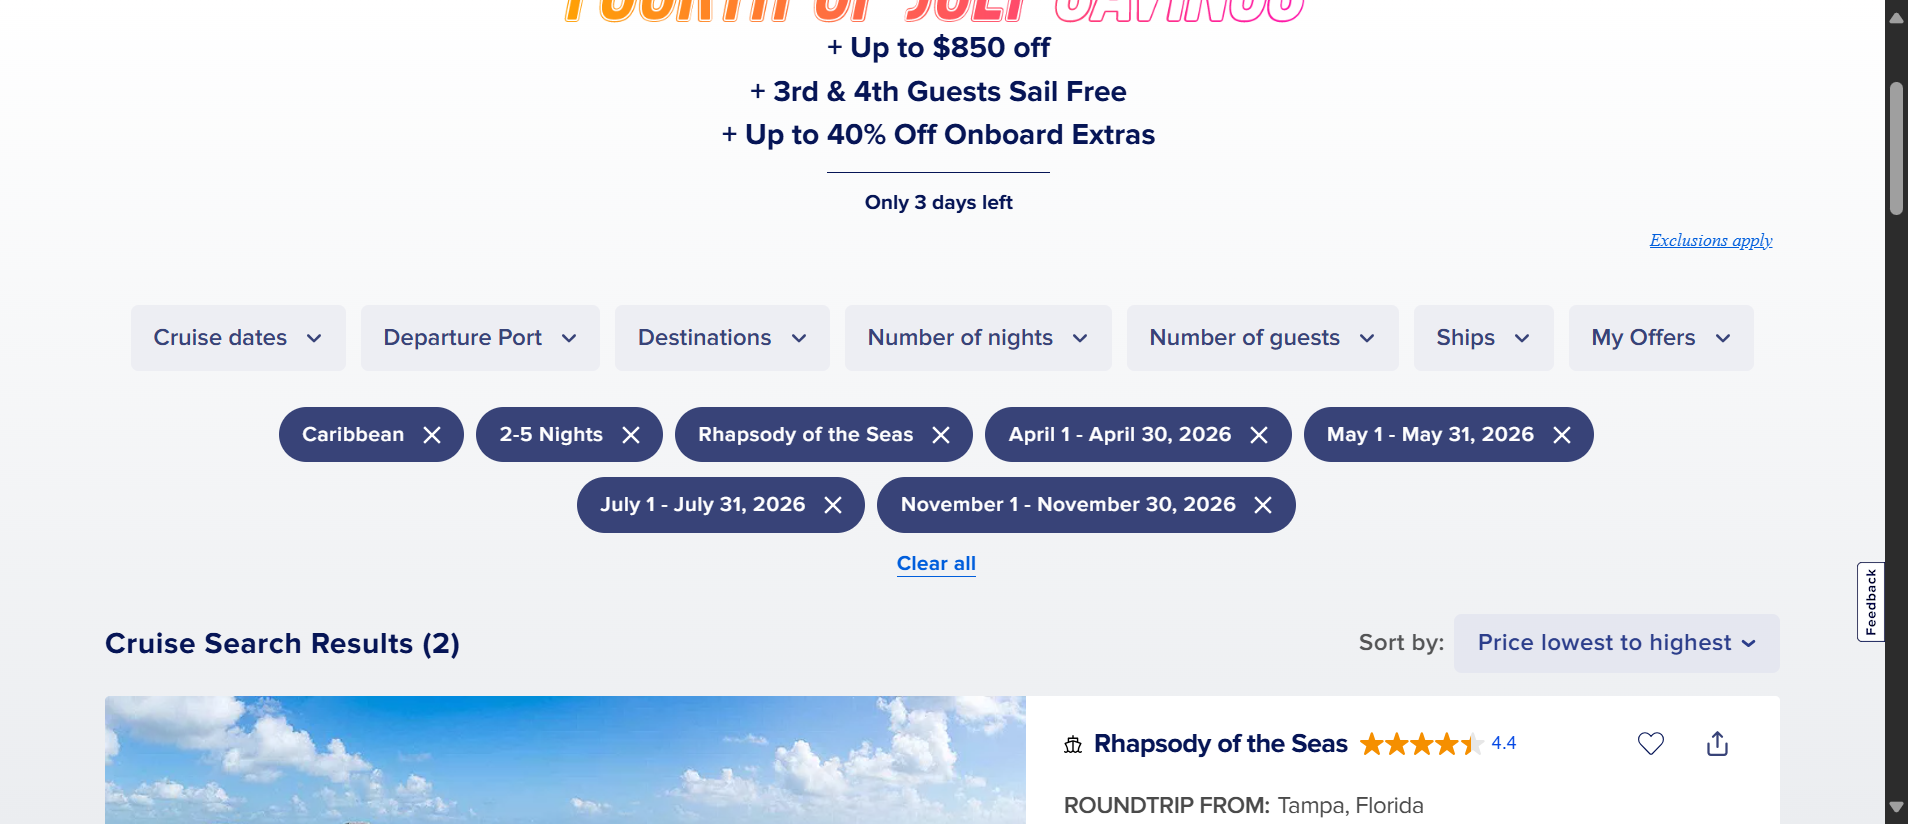 FOURTH OF JULY SAVINGS
+ Up to $850 off
+ 3rd & 4th Guests Sail Free
+ Up to 40% Off Onboard Extras
Only 3 days left
Exclusions apply
Cruise dates Departure Port Destinations Number of nights Number of guests Ships My Offers
Caribbean 2-5 Nights Rhapsody of the Seas April 1 - April 30, 2026 May 1 - May 31, 2026
July 1 - July 31, 2026 November 1 - November 30, 2026
Clear all
Feedback
Cruise Search Results (2) Sort by: Price lowest to highest
Rhapsody of the Seas 4.4
ROUNDTRIP FROM: Tampa, Florida